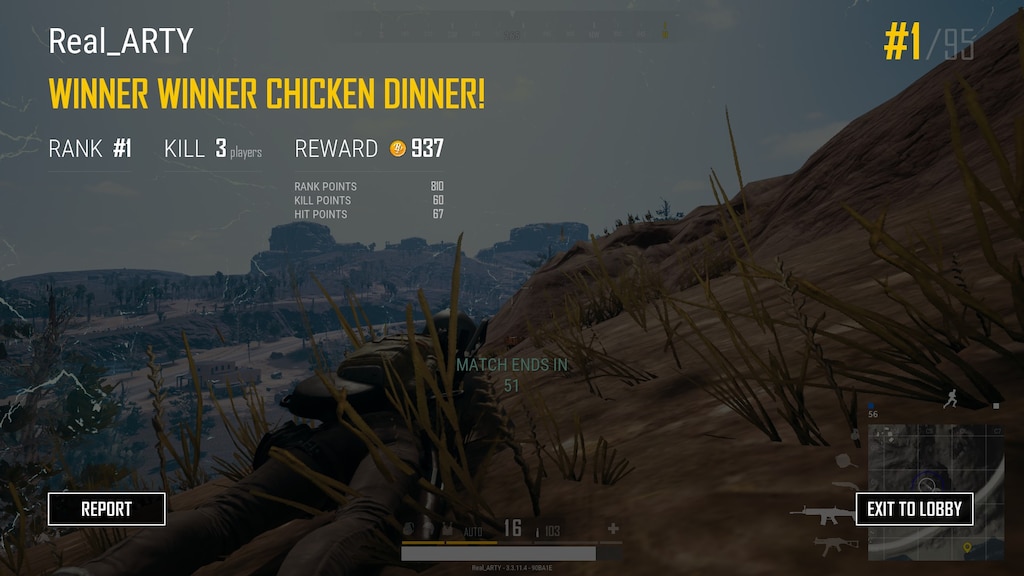 Real_ARTY
#1/95
WINNER WINNER CHICKEN DINNER!
RANK #1 KILL 3 players REWARD 937
RANK POINTS 810
KILL POINTS 60
HIT POINTS 67
MATCH ENDS IN
51
56
REPORT
EXIT TO LOBBY
AUTO 16 103